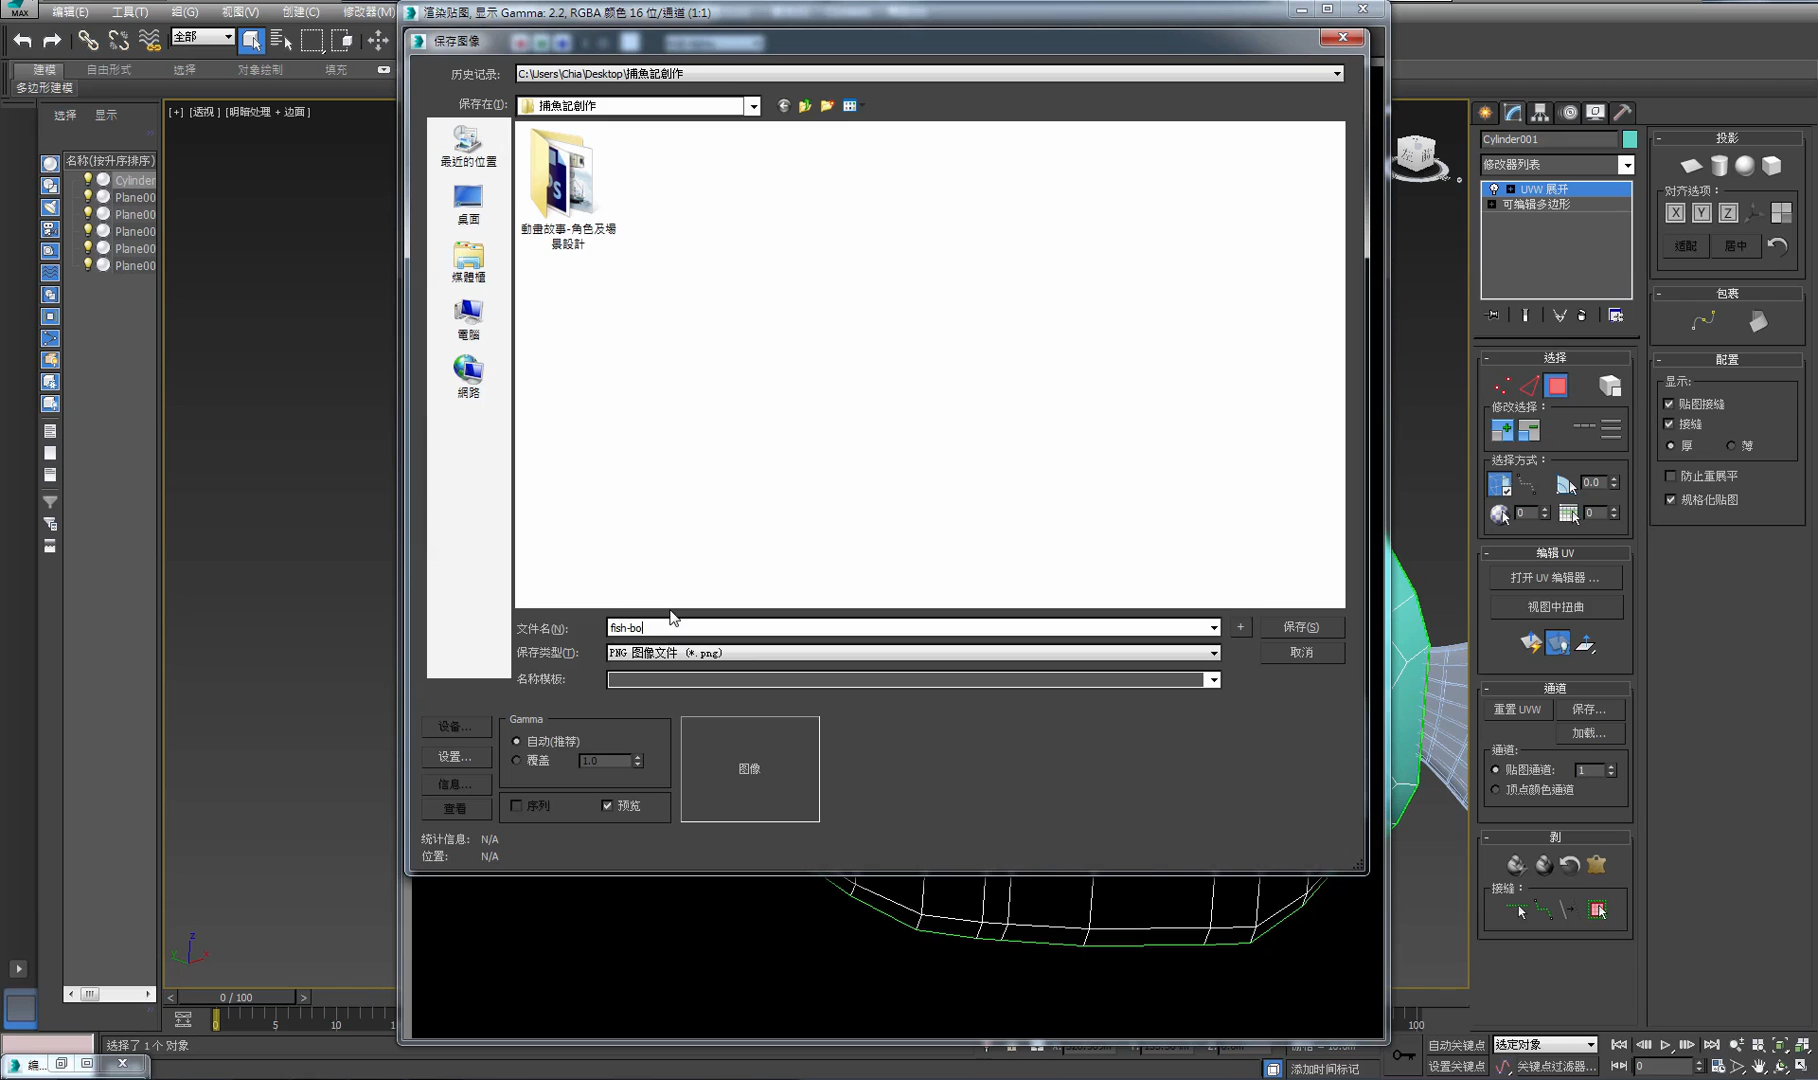 MAX
编辑(E)
工具(T)
组(G)
视图(V)
创建(C)
修改器(M)
渲染贴图, 显示 Gamma: 2.2, RGBA 颜色 16 位/通道 (1:1)
全部
建模
自由形式
选择
对象绘制
填充
多边形建模
选择
显示
名称(按升序排序)
Cylinder
Plane00
Plane00
Plane00
Plane00
Plane00
[+] [透视] [明暗处理 + 边面]
保存图像
历史记录:
C:\Users\Chia\Desktop\捕魚記創作
保存在(I):
捕魚記創作
最近的位置
桌面
媒體櫃
電腦
網路
動畫故事-角色及場
景設計
文件名(N):
fish-bo
保存(S)
保存类型(T):
PNG 图像文件 (*.png)
取消
名称模板:
设备...
设置...
信息...
查看
Gamma
自动(推荐)
覆盖
1.0
序列
预览
图像
统计信息: N/A
位置: N/A
Cylinder001
修改器列表
UVW 展开
可编辑多边形
选择
修改选择:
选择方式:
0.0
0
0
编辑 UV
打开 UV 编辑器 ...
视图中扭曲
通道
重置 UVW
保存...
加载...
通道:
贴图通道:
1
顶点颜色通道
剥
接缝:
投影
对齐选项:
X
Y
Z
适配
居中
包裹
配置
显示:
贴图接缝
接缝
厚
薄
防止重展平
规格化贴图
左
前
z
y
x
0 / 100
0
5
10
100
选择了 1 个 对象
编...
添加时间标记
自动关键点
选定对象
设置关键点
关键点过滤器...
0